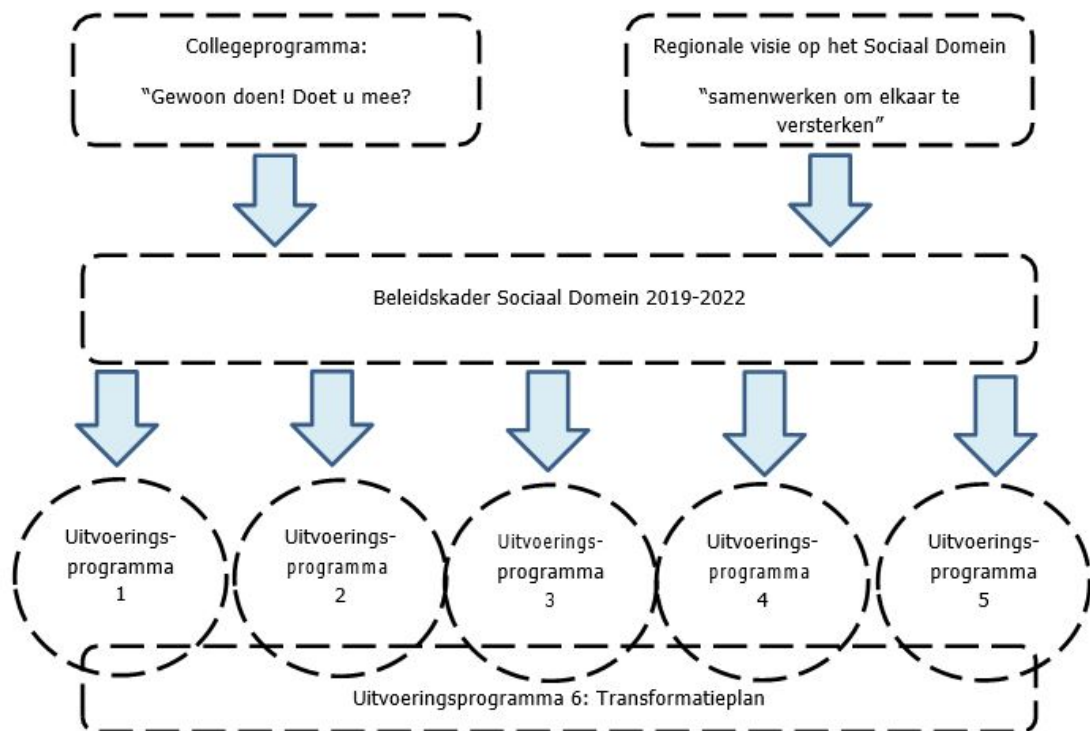 Collegeprogramma:
"Gewoon doen! Doet u mee?
Regionale visie op het Sociaal Domein
"samenwerken om elkaar te
versterken"
Beleidskader Sociaal Domein 2019-2022
Uitvoerings-
programma
1
Uitvoerings-
programma
2
Uitvoerings-
programma
3
Uitvoerings-
programma
4
Uitvoerings-
programma
5
Uitvoeringsprogramma 6: Transformatieplan